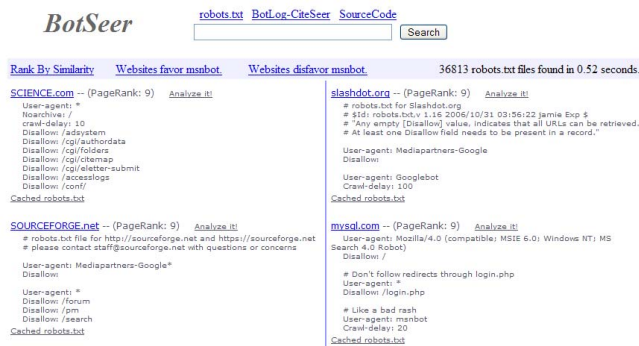 BotSeer
robots.txt BotLog-CiteSeer SourceCode
Search
Rank By Similarity Websites favor msnbot. Websites disfavor msnbot. 36813 robots.txt files found in 0.52 seconds.
SCIENCE.com -- (PageRank: 9) Analyze it!
User-agent: *
Noarchive: /
crawl-delay: 10
Disallow: /adsystem
Disallow: /cgi/authordata
Disallow: /cgi/folders
Disallow: /cgi/citemap
Disallow: /cgi/eletter-submit
Disallow: /accesslogs
Disallow: /conf/
Cached robots.txt
slashdot.org -- (PageRank: 9) Analyze it!
# robots.txt for Slashdot.org
# $Id: robots.txt,v 1.16 2006/10/31 03:56:22 jamie Exp $
# "Any empty [Disallow] value, indicates that all URLs can be retrieved.
# At least one Disallow field needs to be present in a record."
User-agent: Mediapartners-Google
Disallow:
User-agent: Googlebot
Crawl-delay: 100
Cached robots.txt
SOURCEFORGE.net -- (PageRank: 9) Analyze it!
# robots.txt file for http://sourceforge.net and https://sourceforge.net
# please contact staff@sourceforge.net with questions or concerns
User-agent: Mediapartners-Google*
Disallow:
User-agent: *
Disallow: /forum
Disallow: /pm
Disallow: /search
Cached robots.txt
mysql.com -- (PageRank: 9) Analyze it!
User-agent: Mozilla/4.0 (compatible; MSIE 6.0; Windows NT; MS
Search 4.0 Robot)
Disallow: /
# Don't follow redirects through login.php
User-agent: *
Disallow: /login.php
# Like a bad rash
User-agent: msnbot
Crawl-delay: 20
Cached robots.txt